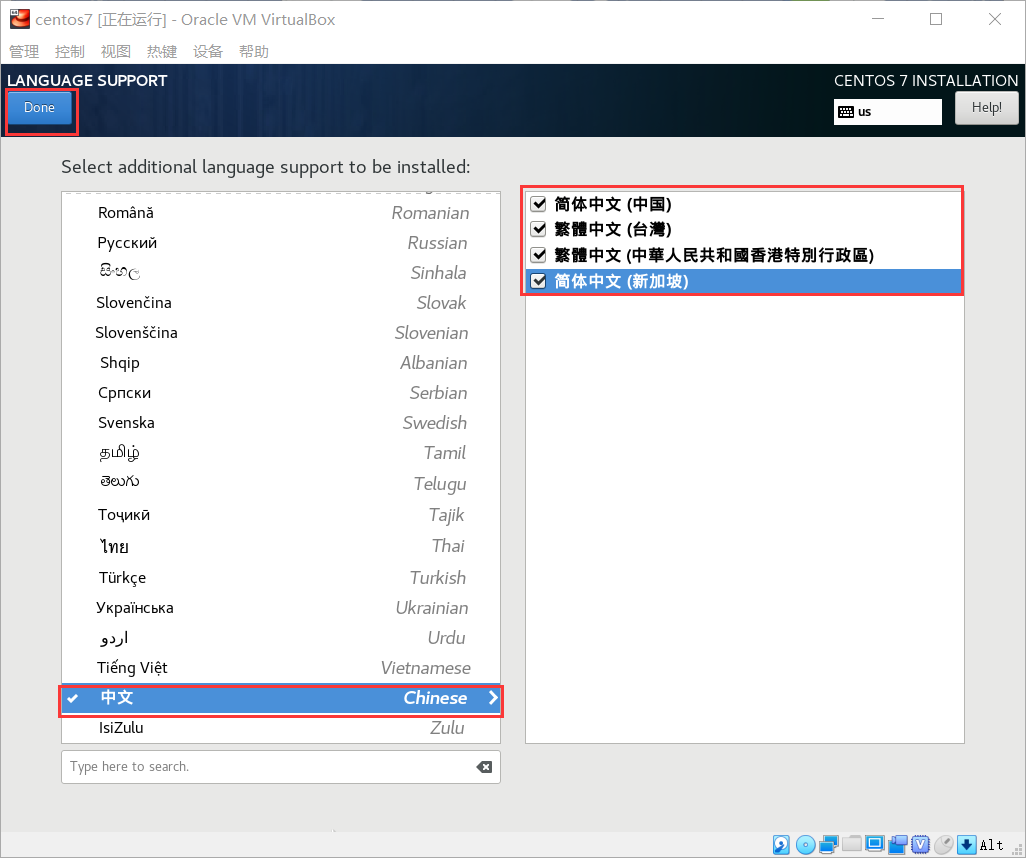 centos7 [正在运行] - Oracle VM VirtualBox
管理 控制 视图 热键 设备 帮助
LANGUAGE SUPPORT
CENTOS 7 INSTALLATION
Done
us
Help!
Select additional language support to be installed:
Română Romanian
Русский Russian
සිංහල Sinhala
Slovenčina Slovak
Slovenščina Slovenian
Shqip Albanian
Српски Serbian
Svenska Swedish
தமிழ் Tamil
తెలుగు Telugu
Тоҷикӣ Tajik
ไทย Thai
Türkçe Turkish
Українська Ukrainian
اردو Urdu
Tiếng Việt Vietnamese
中文 Chinese
IsiZulu Zulu
简体中文 (中国)
繁體中文 (台灣)
繁體中文 (中華人民共和國香港特別行政區)
简体中文 (新加坡)
Type here to search.
Alt